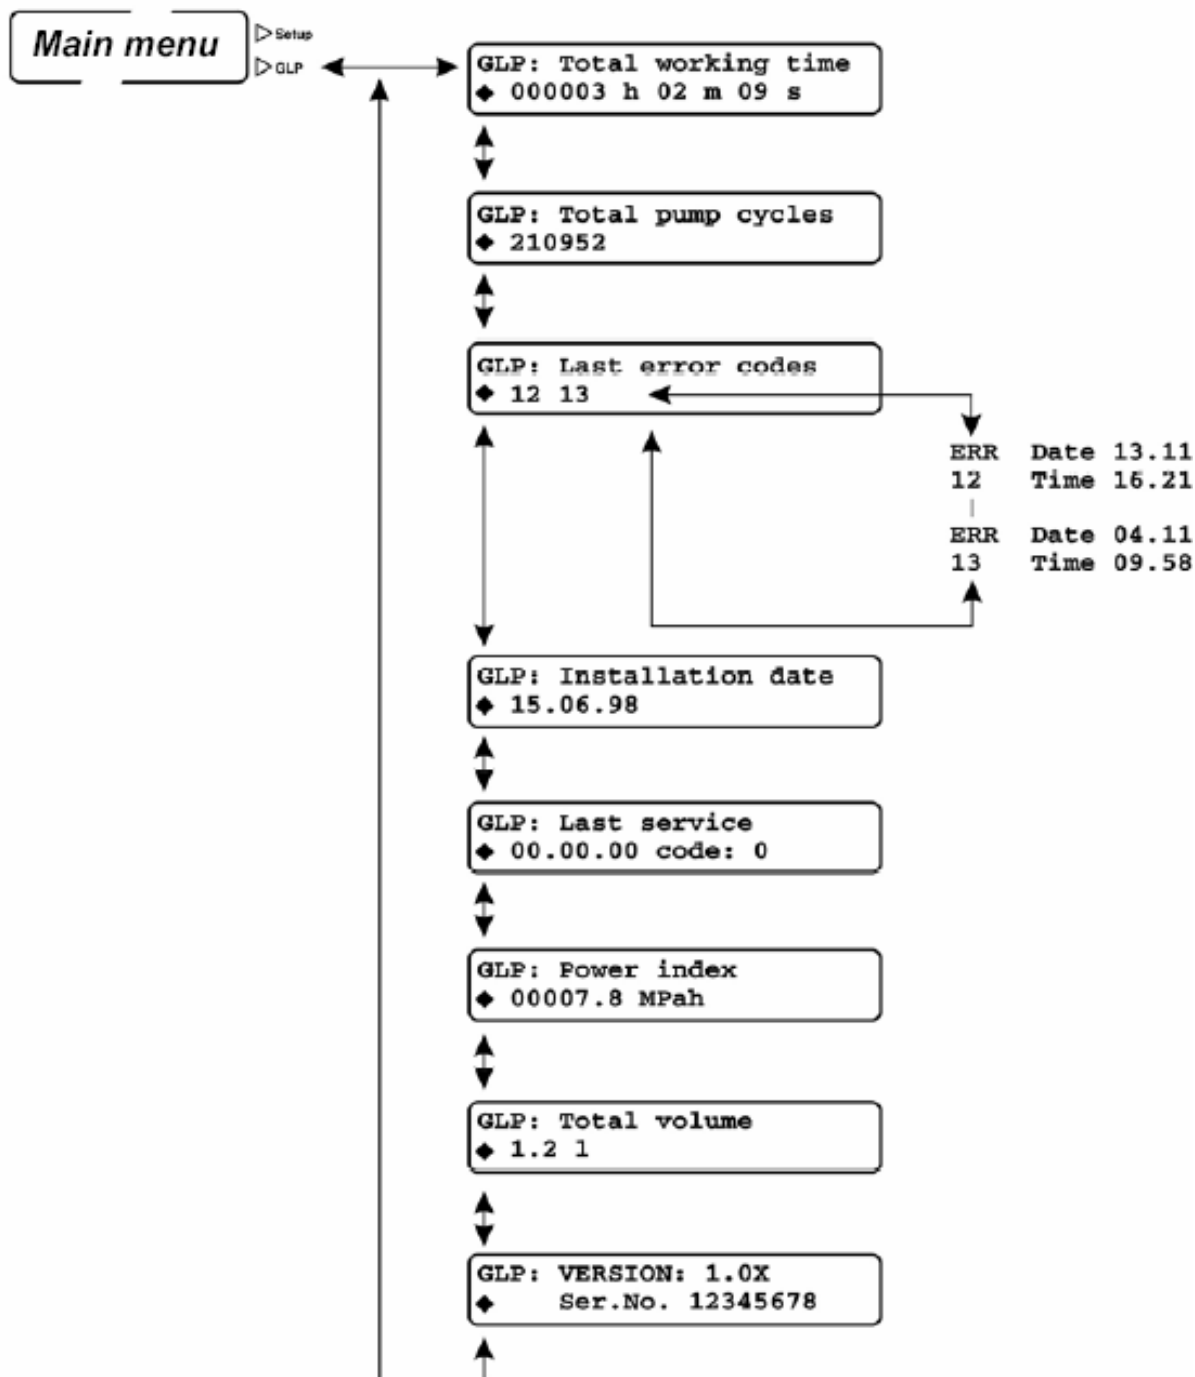 Main menu
Setup
GLP
GLP: Total working time
000003 h 02 m 09 s
GLP: Total pump cycles
210952
GLP: Last error codes
12 13
ERR Date 13.11
12 Time 16.21
ERR Date 04.11
13 Time 09.58
GLP: Installation date
15.06.98
GLP: Last service
00.00.00 code: 0
GLP: Power index
00007.8 MPah
GLP: Total volume
1.2 l
GLP: VERSION: 1.0X
Ser.No. 12345678